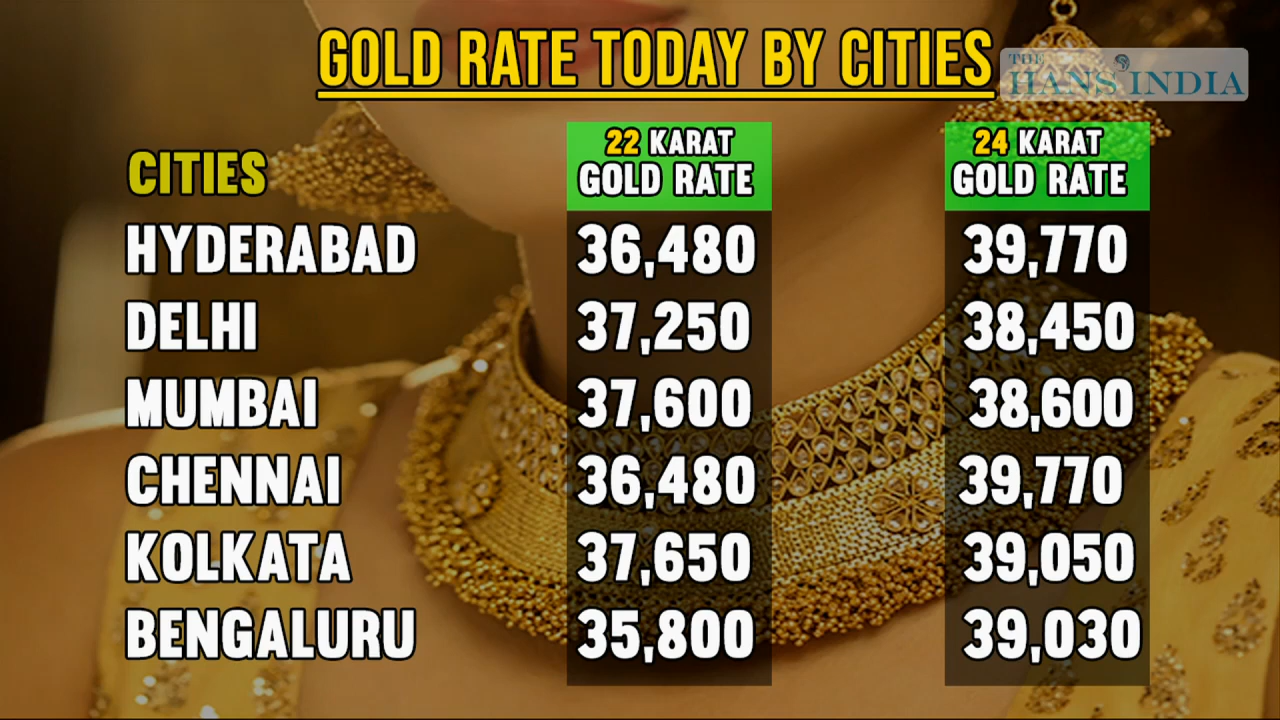 GOLD RATE TODAY BY CITIES
THE HANS INDIA
CITIES 22 KARAT GOLD RATE 24 KARAT GOLD RATE
HYDERABAD 36,480 39,770
DELHI 37,250 38,450
MUMBAI 37,600 38,600
CHENNAI 36,480 39,770
KOLKATA 37,650 39,050
BENGALURU 35,800 39,030